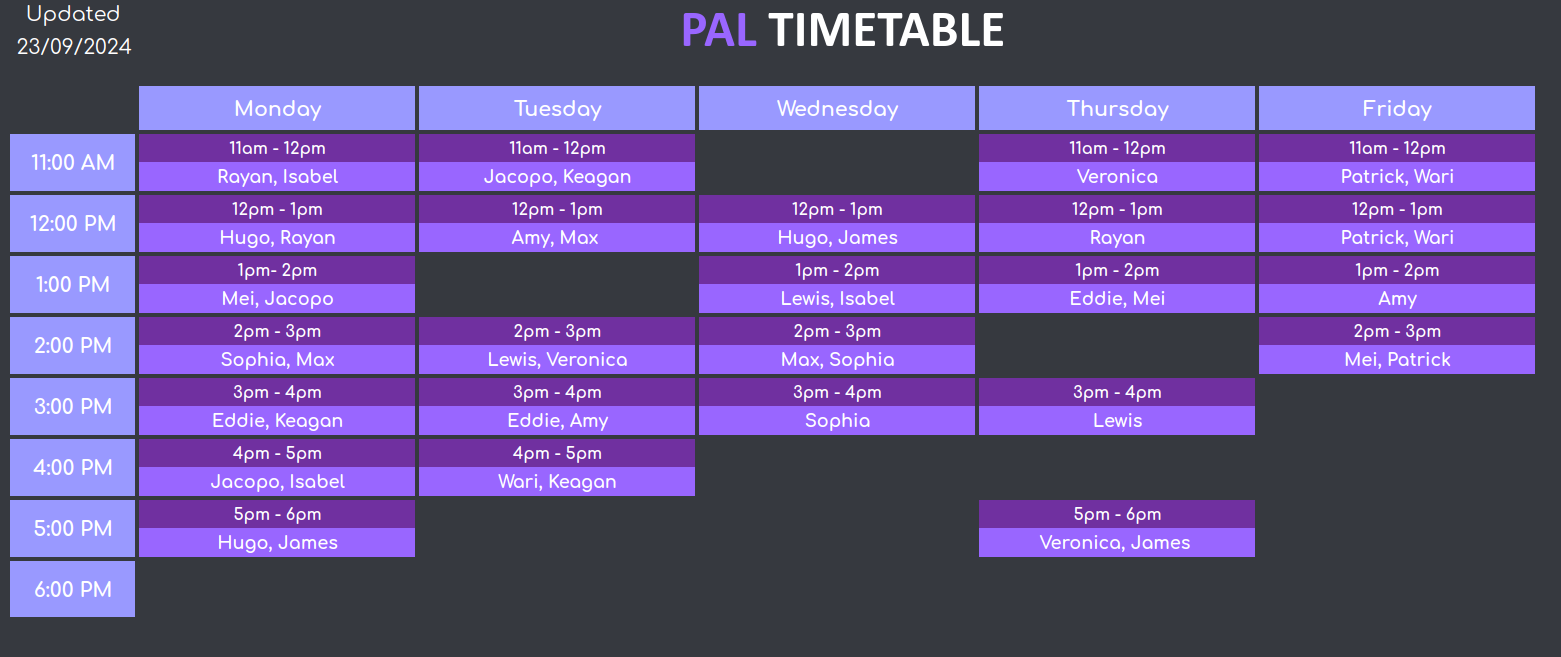 Updated
23/09/2024
PAL TIMETABLE
Monday Tuesday Wednesday Thursday Friday
11:00 AM
11am - 12pm 11am - 12pm 11am - 12pm 11am - 12pm
Rayan, Isabel Jacopo, Keagan Veronica Patrick, Wari
12:00 PM
12pm - 1pm 12pm - 1pm 12pm - 1pm 12pm - 1pm 12pm - 1pm
Hugo, Rayan Amy, Max Hugo, James Rayan Patrick, Wari
1:00 PM
1pm- 2pm 1pm - 2pm 1pm - 2pm 1pm - 2pm
Mei, Jacopo Lewis, Isabel Eddie, Mei Amy
2:00 PM
2pm - 3pm 2pm - 3pm 2pm - 3pm 2pm - 3pm
Sophia, Max Lewis, Veronica Max, Sophia Mei, Patrick
3:00 PM
3pm - 4pm 3pm - 4pm 3pm - 4pm 3pm - 4pm
Eddie, Keagan Eddie, Amy Sophia Lewis
4:00 PM
4pm - 5pm 4pm - 5pm
Jacopo, Isabel Wari, Keagan
5:00 PM
5pm - 6pm 5pm - 6pm
Hugo, James Veronica, James
6:00 PM